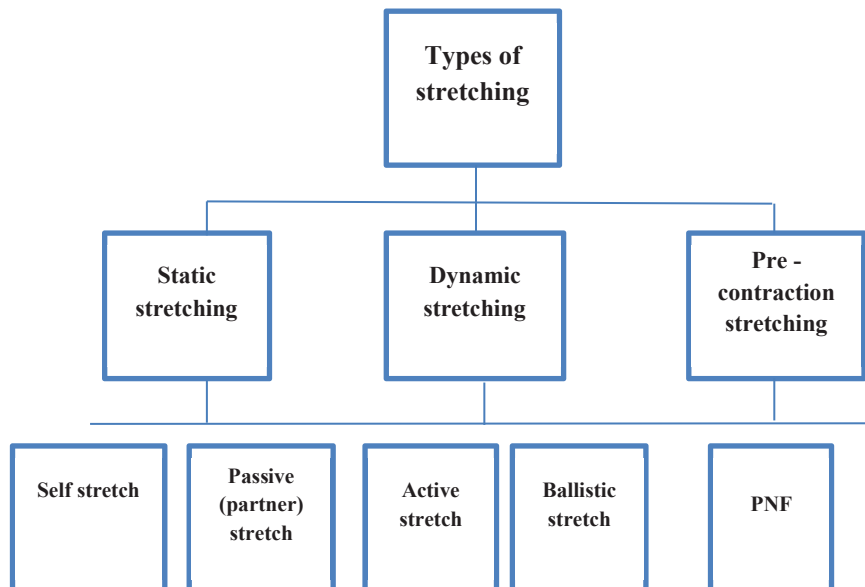 Types of
stretching
Static
stretching
Dynamic
stretching
Pre -
contraction
stretching
Self stretch
Passive
(partner)
stretch
Active
stretch
Ballistic
stretch
PNF